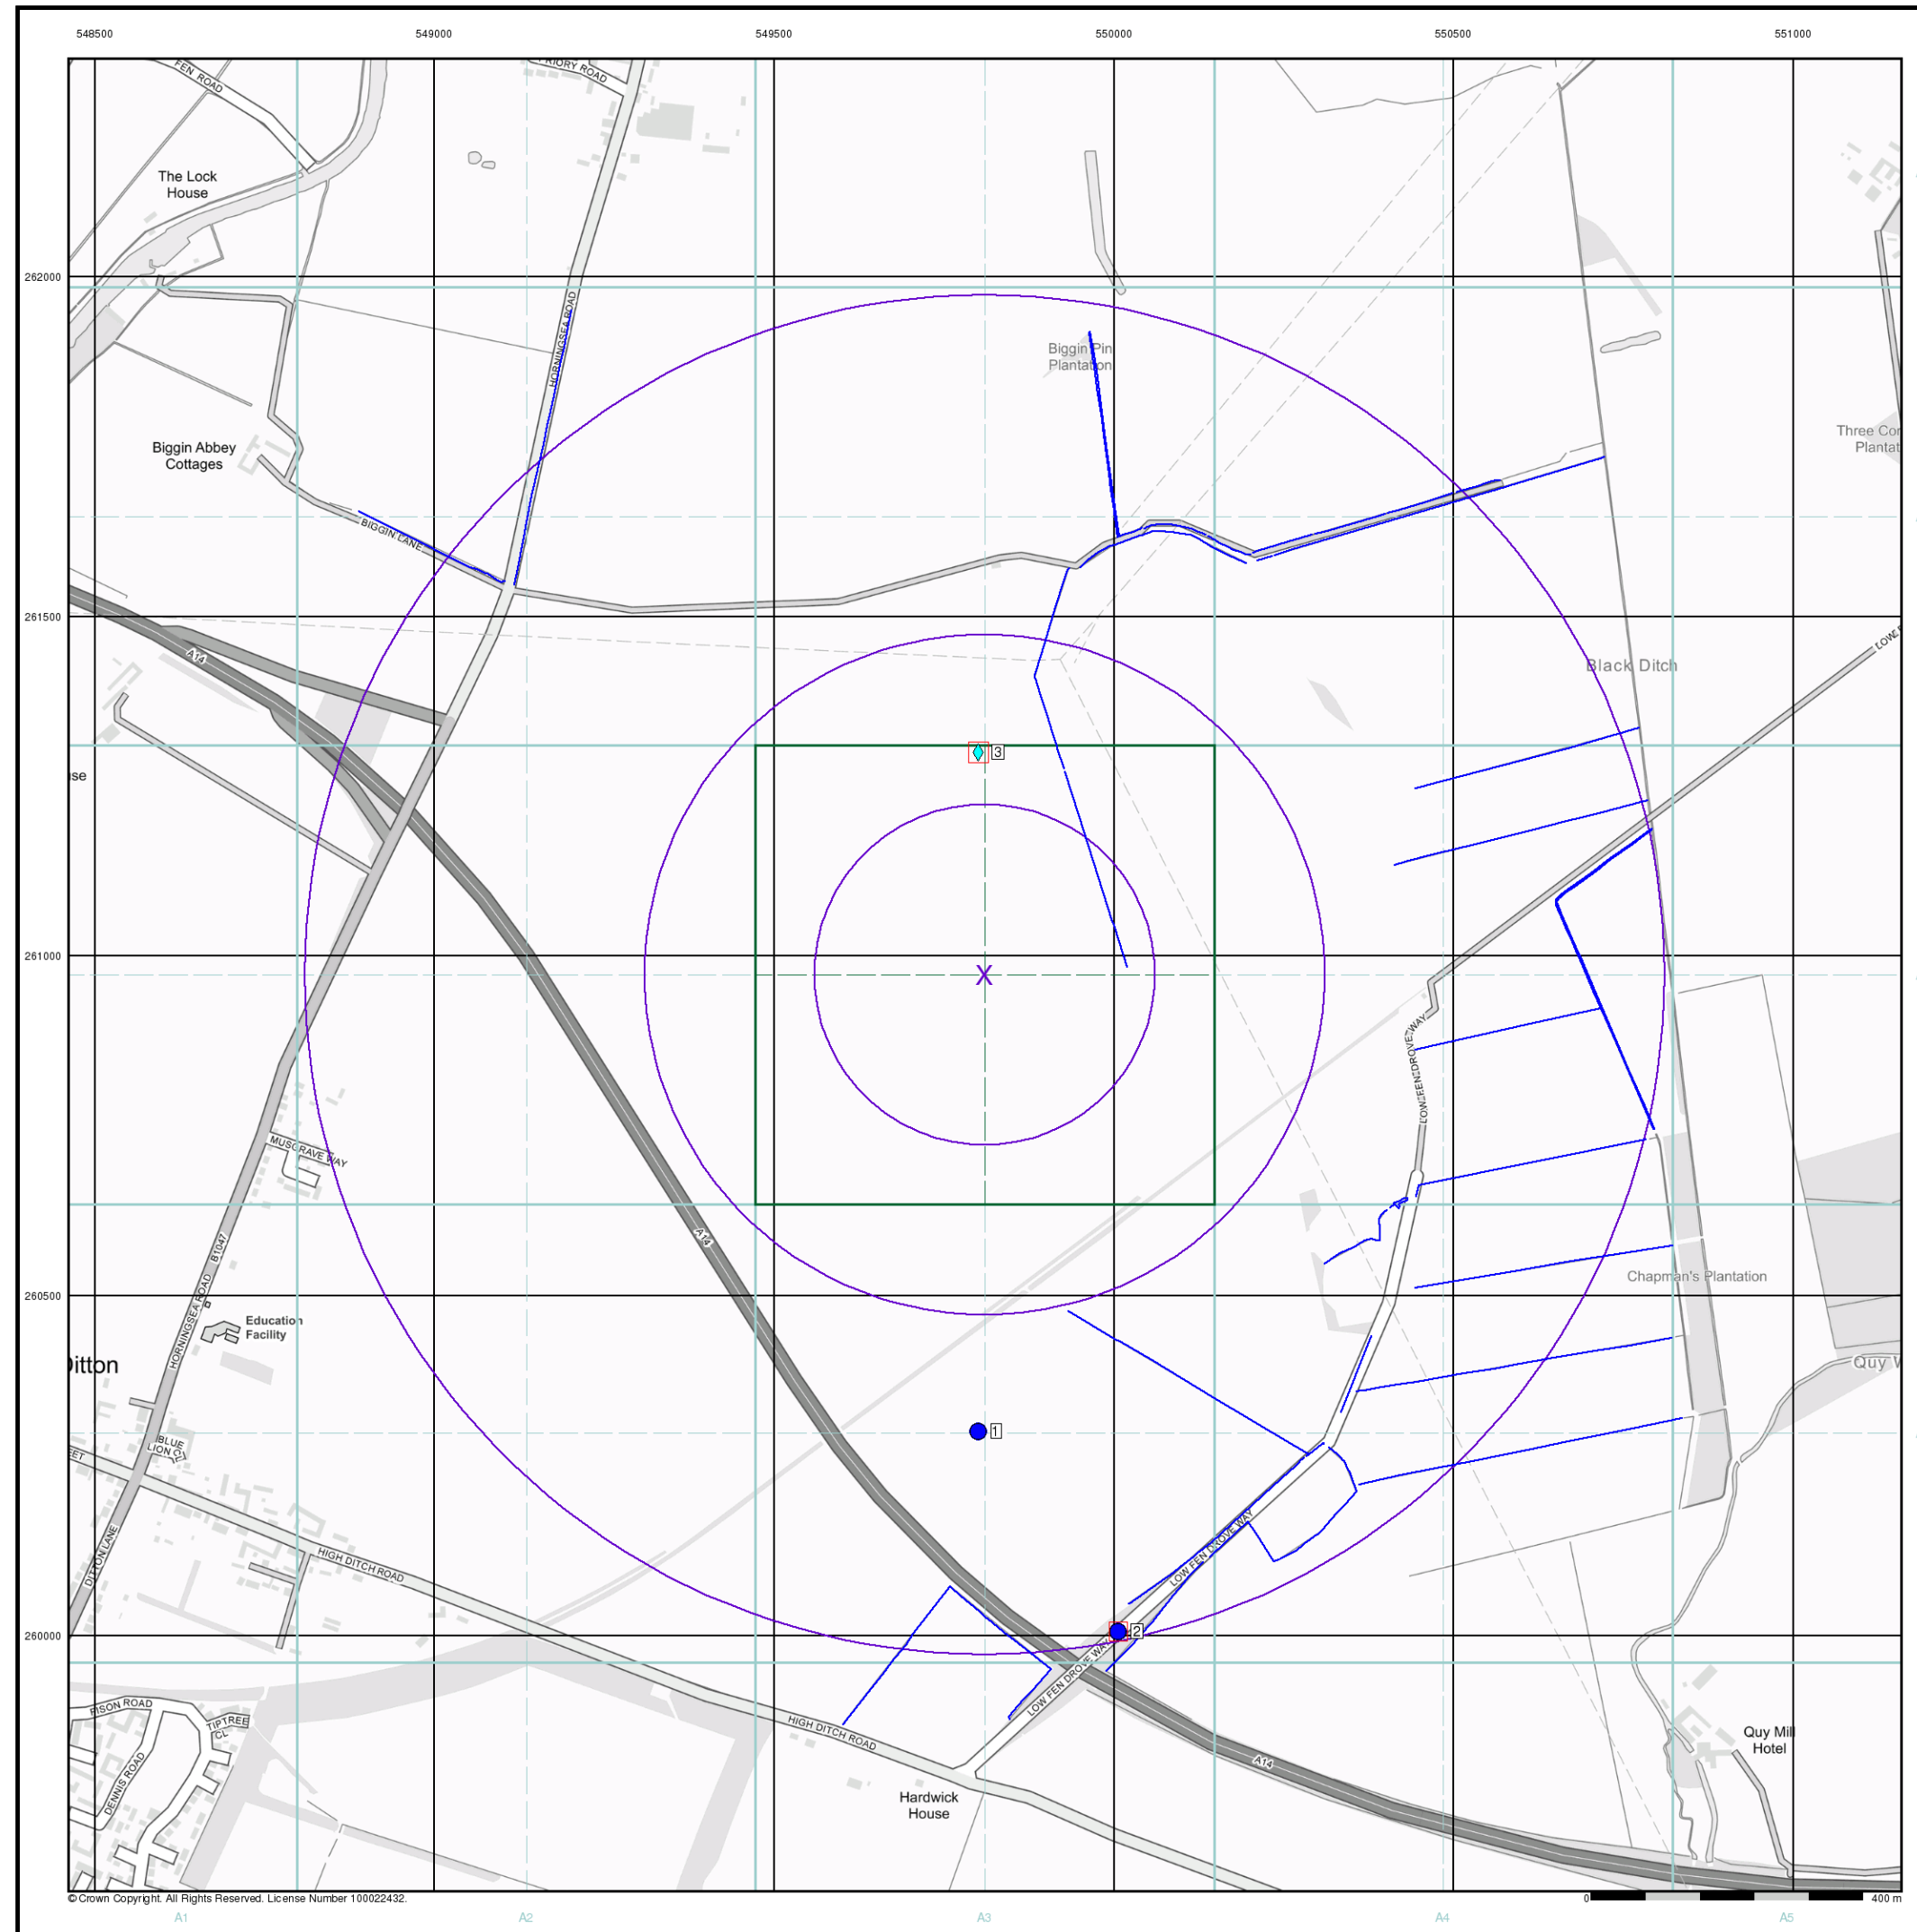 548500 549000 549500 550000 550500 551000
FEN ROAD
PRIORY ROAD
The Lock
House
262000
HORNINGSEA ROAD
Biggin Pin
Plantation
Biggin Abbey
Cottages
Three Cor
Plantat
BIGGIN LANE
261500
A14
Black Ditch
LOWE
3
261000
X
LOW FEN DROVE WAY
MUSGRAVE WAY
A14
B1047
260500
Chapman's Plantation
HORNINGSEA ROAD
Education
Facility
Ditton
Quy W
1
BLUE
LION CL
EET
LOW FEN DROVE WAY
DITTON LANE
HIGH DITCH ROAD
260000
2
LOW FEN DROVE WAY
FISON ROAD
TIPTREE
CL
HIGH DITCH ROAD
Quy Mill
Hotel
DENNIS ROAD
A14
Hardwick
House
© Crown Copyright. All Rights Reserved. License Number 100022432.
0 400 m
A1 A2 A3 A4 A5